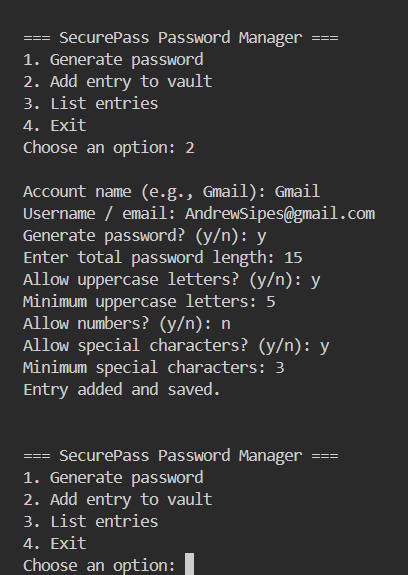 === SecurePass Password Manager ===
1. Generate password
2. Add entry to vault
3. List entries
4. Exit
Choose an option: 2
Account name (e.g., Gmail): Gmail
Username / email: AndrewSipes@gmail.com
Generate password? (y/n): y
Enter total password length: 15
Allow uppercase letters? (y/n): y
Minimum uppercase letters: 5
Allow numbers? (y/n): n
Allow special characters? (y/n): y
Minimum special characters: 3
Entry added and saved.
=== SecurePass Password Manager ===
1. Generate password
2. Add entry to vault
3. List entries
4. Exit
Choose an option: